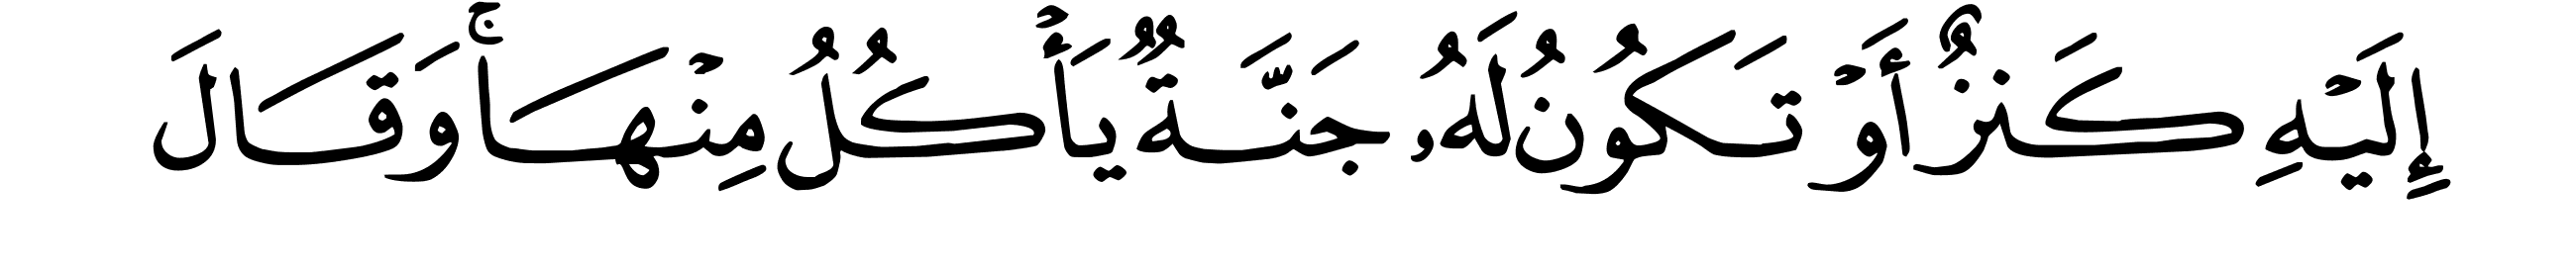 إِلَيْهِ كَنزٌ أَوْ تَكُونُ لَهُۥ جَنَّةٌ يَأْكُلُ مِنْهَا ۚ وَقَالَ